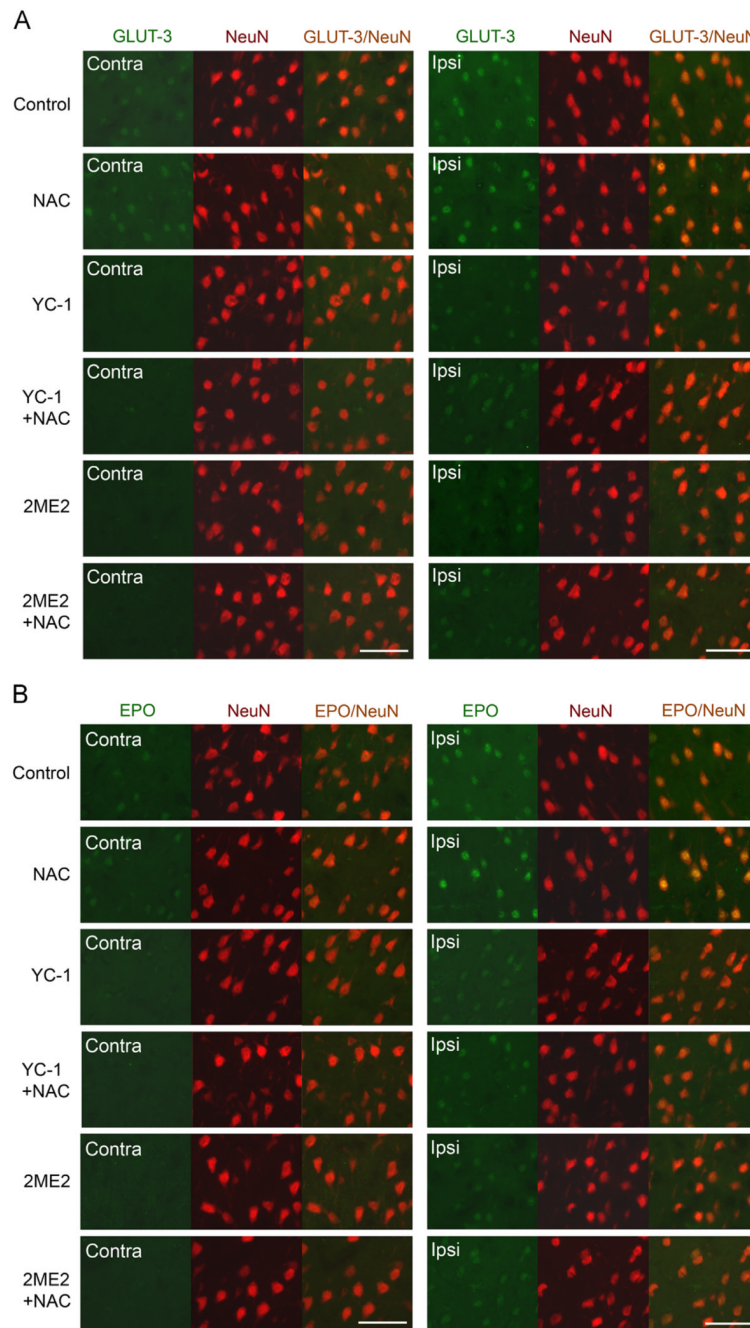 A
GLUT-3 NeuN GLUT-3/NeuN GLUT-3 NeuN GLUT-3/NeuN
Control Contra Ipsi
NAC Contra Ipsi
YC-1 Contra Ipsi
YC-1
+NAC Contra Ipsi
2ME2 Contra Ipsi
2ME2
+NAC Contra Ipsi
B
EPO NeuN EPO/NeuN EPO NeuN EPO/NeuN
Control Contra Ipsi
NAC Contra Ipsi
YC-1 Contra Ipsi
YC-1
+NAC Contra Ipsi
2ME2 Contra Ipsi
2ME2
+NAC Contra Ipsi